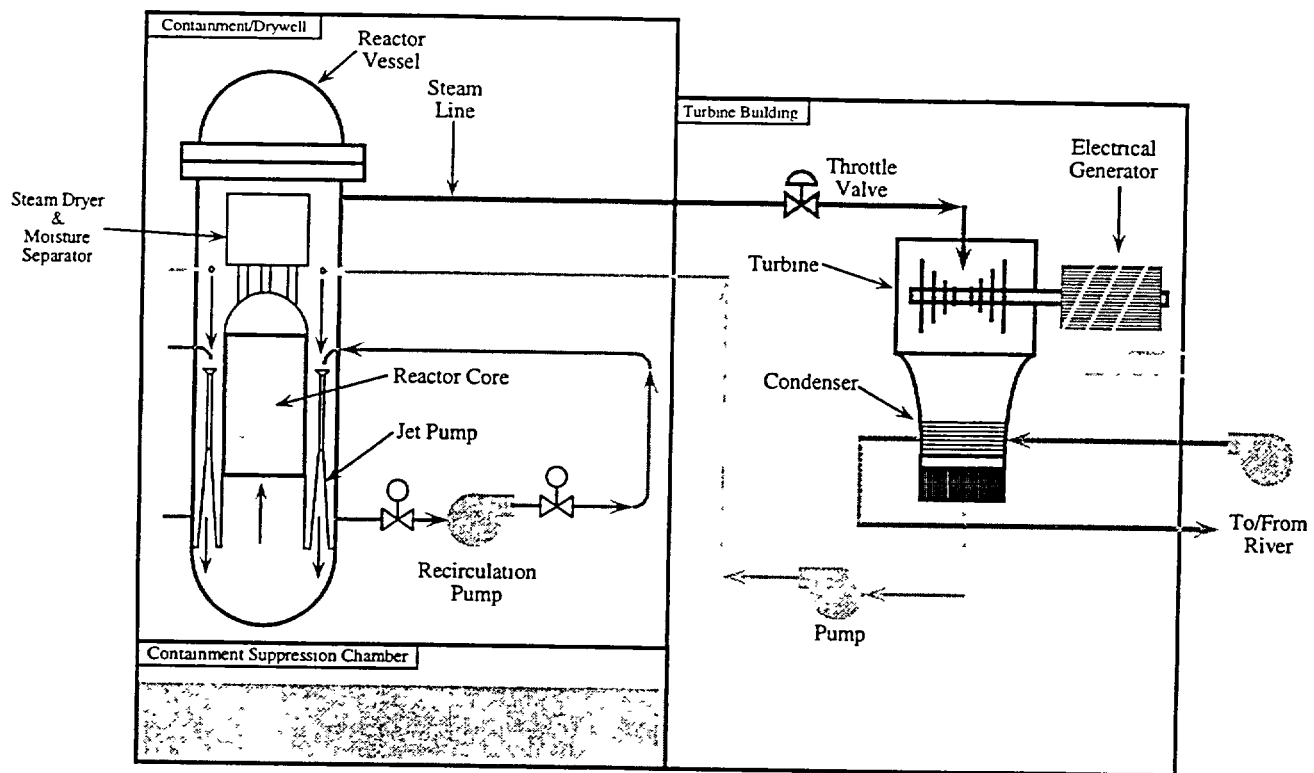 Containment/Drywell
Reactor
Vessel
Steam
Line
Turbine Building
Electrical
Generator
Throttle
Valve
Steam Dryer
&
Moisture
Separator
Turbine
Reactor Core
Condenser
Jet Pump
To/From
River
Recirculation
Pump
Pump
Containment Suppression Chamber